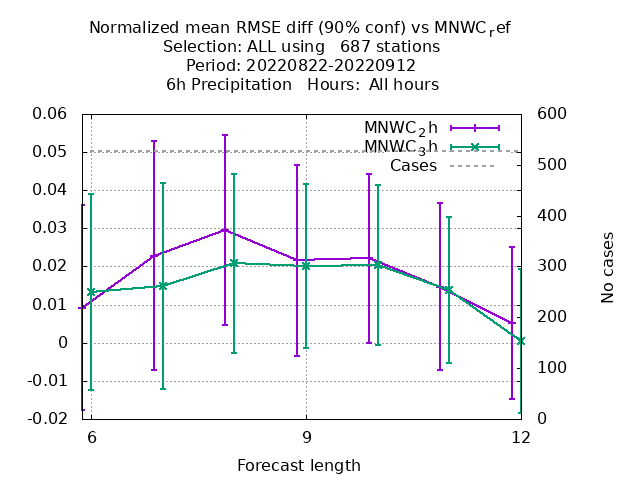 Normalized mean RMSE diff (90% conf) vs MNWC_ref
Selection: ALL using   687 stations
Period: 20220822-20220912
6h Precipitation   Hours:  All hours
0.06
0.05
0.04
0.03
0.02
0.01
0
-0.01
-0.02
600
500
400
300
200
100
0
MNWC_2h
MNWC_3h
Cases
No cases
6
9
12
Forecast length